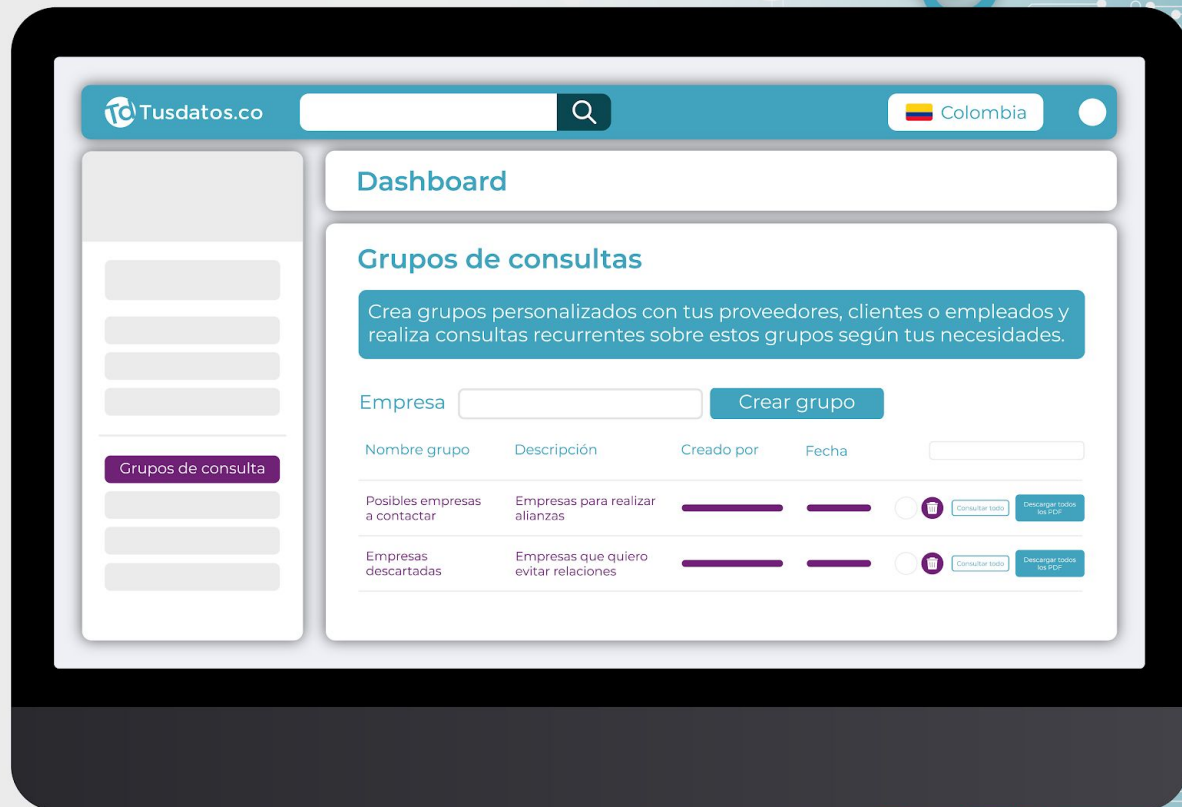 Tusdatos.co
Colombia
Dashboard
Grupos de consultas
Crea grupos personalizados con tus proveedores, clientes o empleados y
realiza consultas recurrentes sobre estos grupos según tus necesidades.
Empresa
Crear grupo
Nombre grupo
Descripción
Creado por
Fecha
Grupos de consulta
Posibles empresas
a contactar
Empresas para realizar
alianzas
Consultar todo
Descargar todos
los PDF
Empresas
descartadas
Empresas que quiero
evitar relaciones
Consultar todo
Descargar todos
los PDF